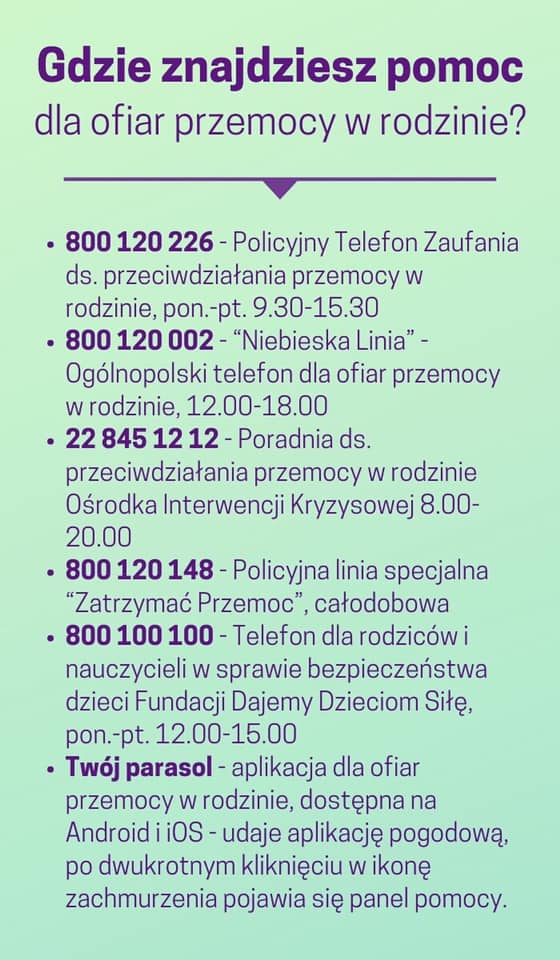 Gdzie znajdziesz pomoc
dla ofiar przemocy w rodzinie?
• 800 120 226 - Policyjny Telefon Zaufania
ds. przeciwdziałania przemocy w
rodzinie, pon.-pt. 9.30-15.30
• 800 120 002 - “Niebieska Linia” -
Ogólnopolski telefon dla ofiar przemocy
w rodzinie, 12.00-18.00
• 22 845 12 12 - Poradnia ds.
przeciwdziałania przemocy w rodzinie
Ośrodka Interwencji Kryzysowej 8.00-
20.00
• 800 120 148 - Policyjna linia specjalna
“Zatrzymać Przemoc”, całodobowa
• 800 100 100 - Telefon dla rodziców i
nauczycieli w sprawie bezpieczeństwa
dzieci Fundacji Dajemy Dzieciom Siłę,
pon.-pt. 12.00-15.00
• Twój parasol - aplikacja dla ofiar
przemocy w rodzinie, dostępna na
Android i iOS - udaje aplikację pogodową,
po dwukrotnym kliknięciu w ikonę
zachmurzenia pojawia się panel pomocy.